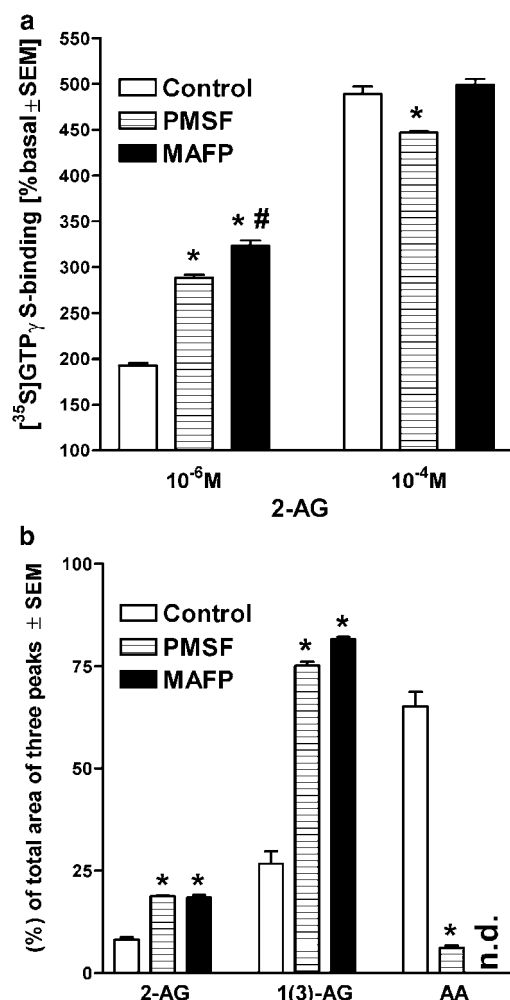 a
[³⁵S]GTPγ S-binding [%basal±SEM]
550
500
450
400
350
300
250
200
150
100
Control
PMSF
MAFP
*
* #
*
10⁻⁶M
10⁻⁴M
2-AG
b
(%) of total area of three peaks ± SEM
100
75
50
25
0
Control
PMSF
MAFP
*
*
*
*
*
n.d.
2-AG
1(3)-AG
AA